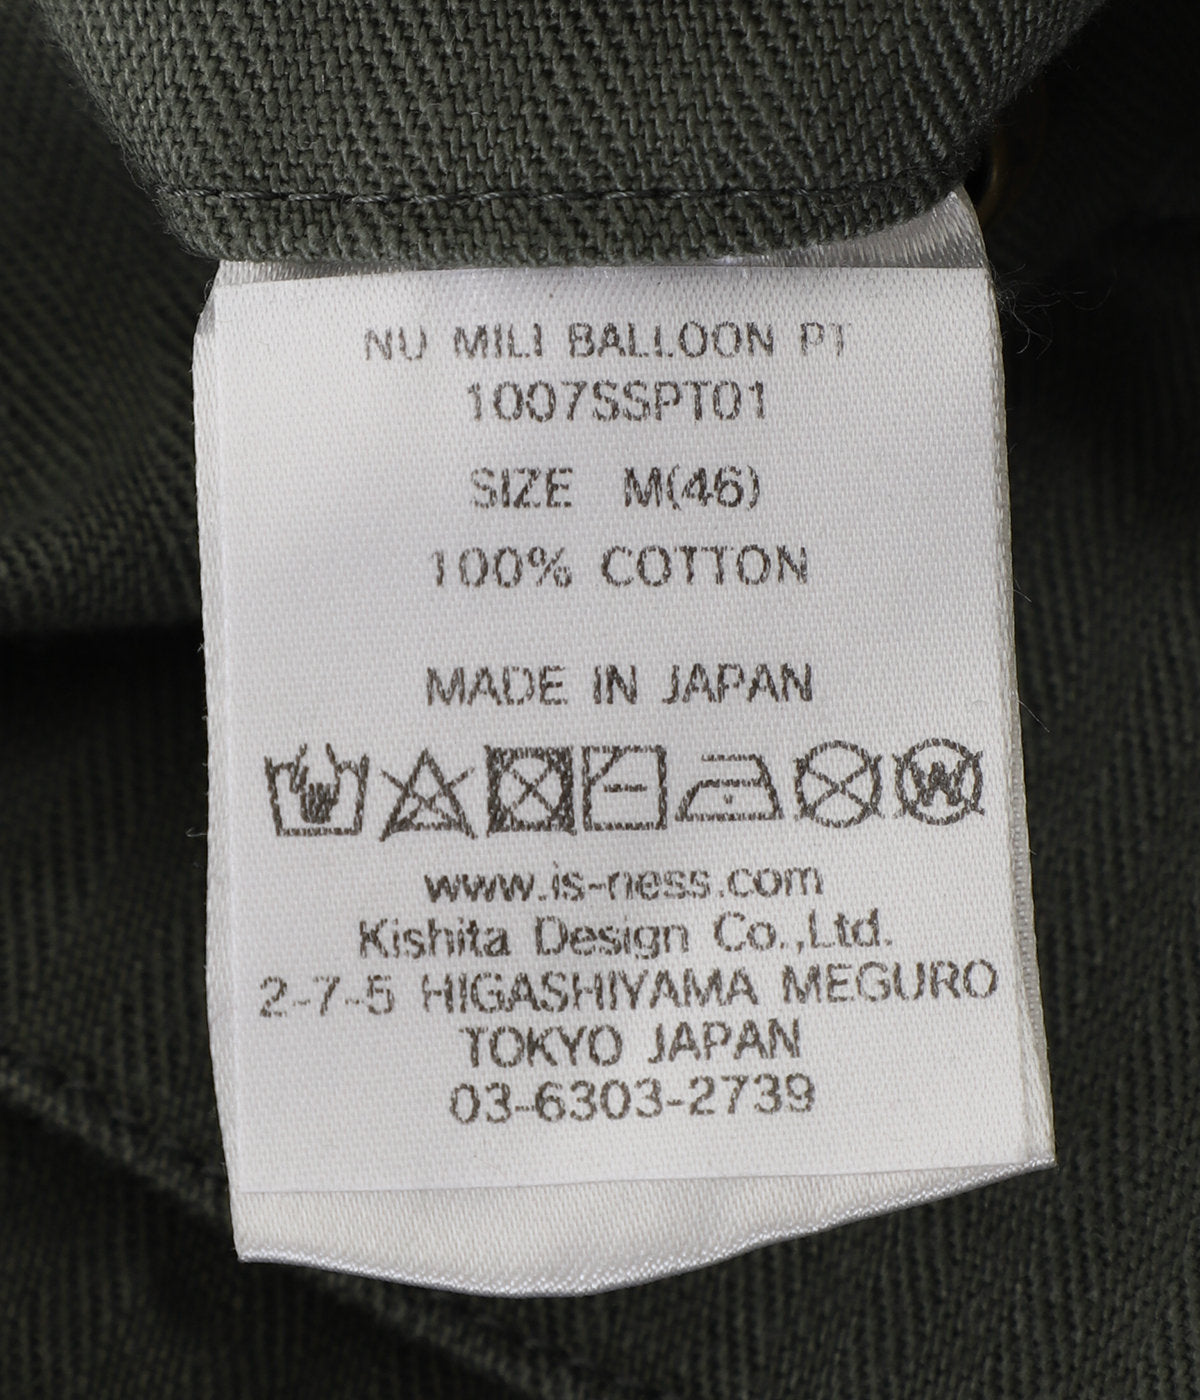 NU MILI BALLOON PT
1007SSPT01
SIZE M(46)
100% COTTON
MADE IN JAPAN
W
www.is-ness.com
Kishita Design Co.,Ltd.
2-7-5 HIGASHIYAMA MEGURO
TOKYO JAPAN
03-6303-2739